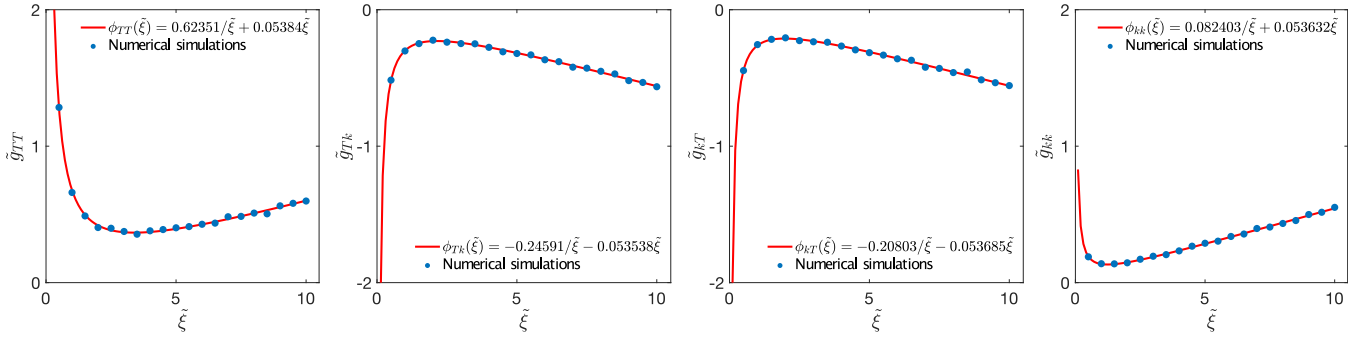 2
1
0
g̃_TT
0
5
10
ξ̃
φ_TT(ξ̃) = 0.62351/ξ̃ + 0.05384ξ̃
Numerical simulations
0
-1
-2
g̃_Tk
0
5
10
ξ̃
φ_Tk(ξ̃) = −0.24591/ξ̃ − 0.053538ξ̃
Numerical simulations
0
-1
-2
g̃_kT
0
5
10
ξ̃
φ_kT(ξ̃) = −0.20803/ξ̃ − 0.053685ξ̃
Numerical simulations
2
1
0
g̃_kk
0
5
10
ξ̃
φ_kk(ξ̃) = 0.082403/ξ̃ + 0.053632ξ̃
Numerical simulations